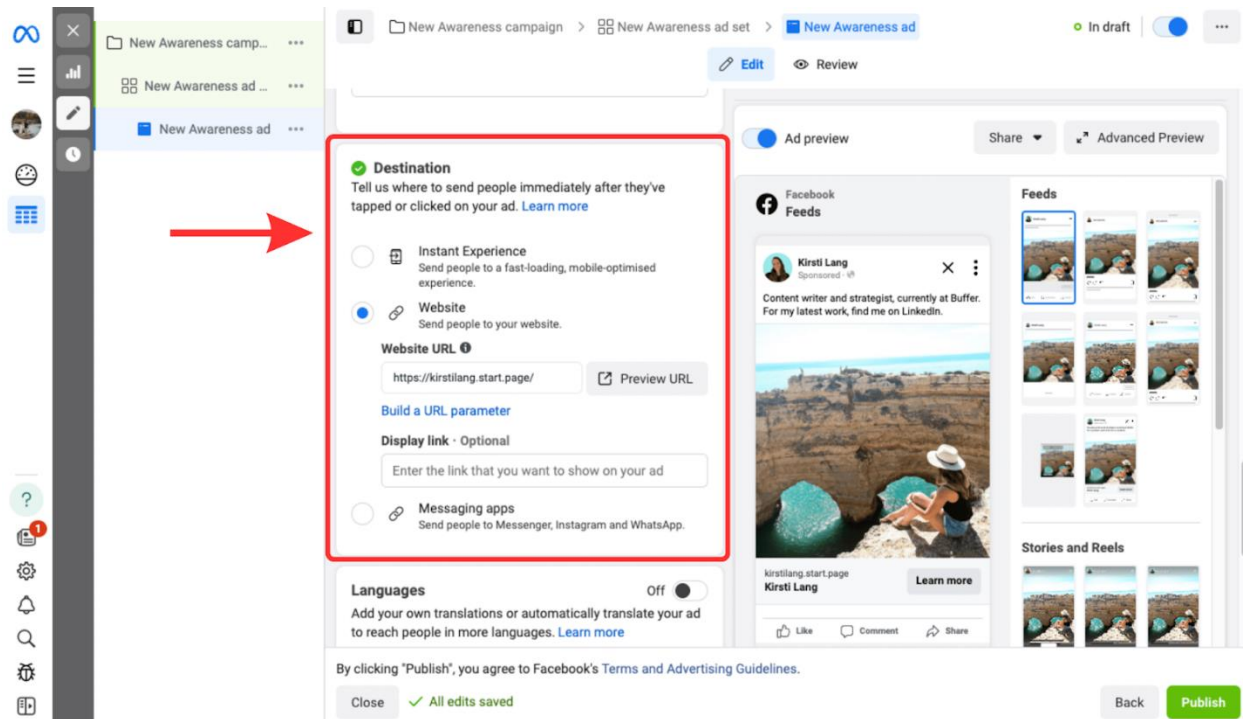 New Awareness campaign > New Awareness ad set > New Awareness ad
In draft
Edit
Review
New Awareness camp...
New Awareness ad ...
New Awareness ad
Destination
Tell us where to send people immediately after they've
tapped or clicked on your ad. Learn more
Instant Experience
Send people to a fast-loading, mobile-optimised
experience.
Website
Send people to your website.
Website URL
https://kirstilang.start.page/
Preview URL
Build a URL parameter
Display link · Optional
Enter the link that you want to show on your ad
Messaging apps
Send people to Messenger, Instagram and WhatsApp.
Languages
Off
Add your own translations or automatically translate your ad
to reach people in more languages. Learn more
Ad preview
Share
Advanced Preview
Facebook
Feeds
Kirsti Lang
Sponsored ·
Content writer and strategist, currently at Buffer.
For my latest work, find me on LinkedIn.
kirstilang.start.page
Kirsti Lang
Learn more
Like
Comment
Share
Feeds
Stories and Reels
?
1
By clicking "Publish", you agree to Facebook's Terms and Advertising Guidelines.
Close
All edits saved
Back
Publish